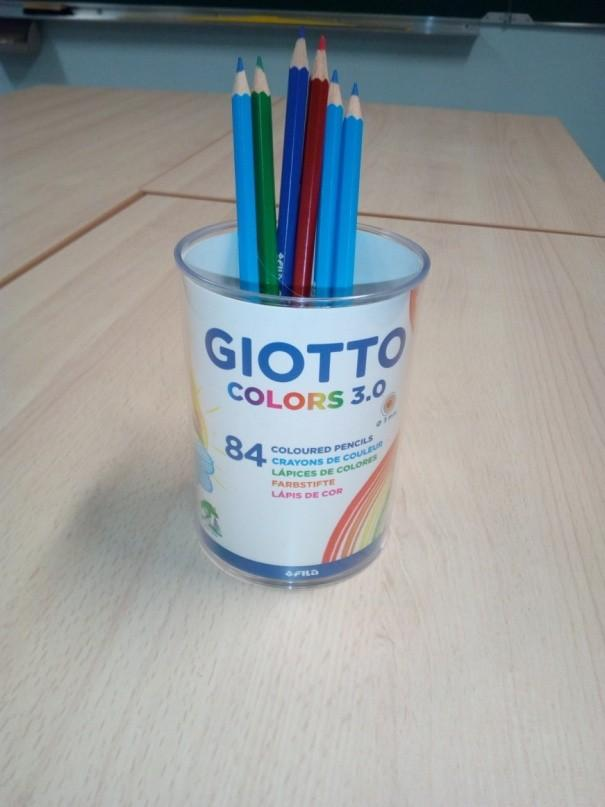 GIOTTO
COLORS 3.0
84
COLOURED PENCILS
CRAYONS DE COULEUR
LÁPICES DE COLORES
FARBSTIFTE
LÁPIS DE COR
FILA